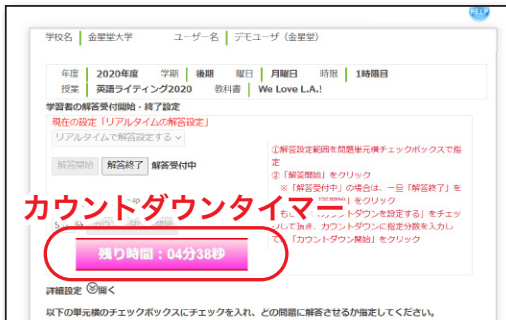 HELP
学校名 金星堂大学 ユーザー名 デモユーザ（金星堂）
年度 2020年度 学期 後期 曜日 月曜日 時限 1時限目
授業 英語ライティング2020 教科書 We Love L.A.!
学習者の解答受付開始・終了設定
現在の設定「リアルタイムの解答設定」
リアルタイムで解答設定する
解答開始 解答終了 解答受付中
①解答設定範囲を問題単元横チェックボックスで指
定
②「解答開始」をクリック
※「解答受付中」の場合は、一旦「解答終了」を
」をクリック
カウントダウンを設定する」をチェッ
き、カウントダウンに指定分数を入力し
「カウントダウン開始」をクリック
カウントダウンタイマ
残り時間：04分38秒
詳細設定 開く
以下の単元横のチェックボックスにチェックを入れ、どの問題に解答させるか指定してください。